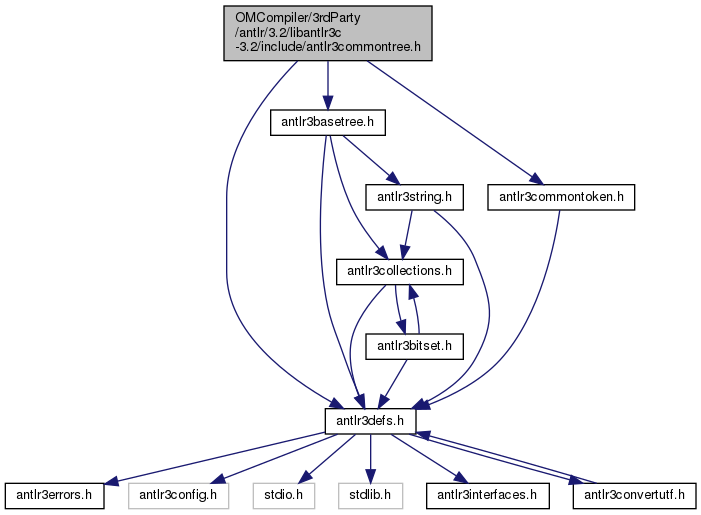 OMCompiler/3rdParty
/antlr/3.2/libantlr3c
-3.2/include/antlr3commontree.h
antlr3basetree.h
antlr3string.h
antlr3commontoken.h
antlr3collections.h
antlr3bitset.h
antlr3defs.h
antlr3errors.h
antlr3config.h
stdio.h
stdlib.h
antlr3interfaces.h
antlr3convertutf.h